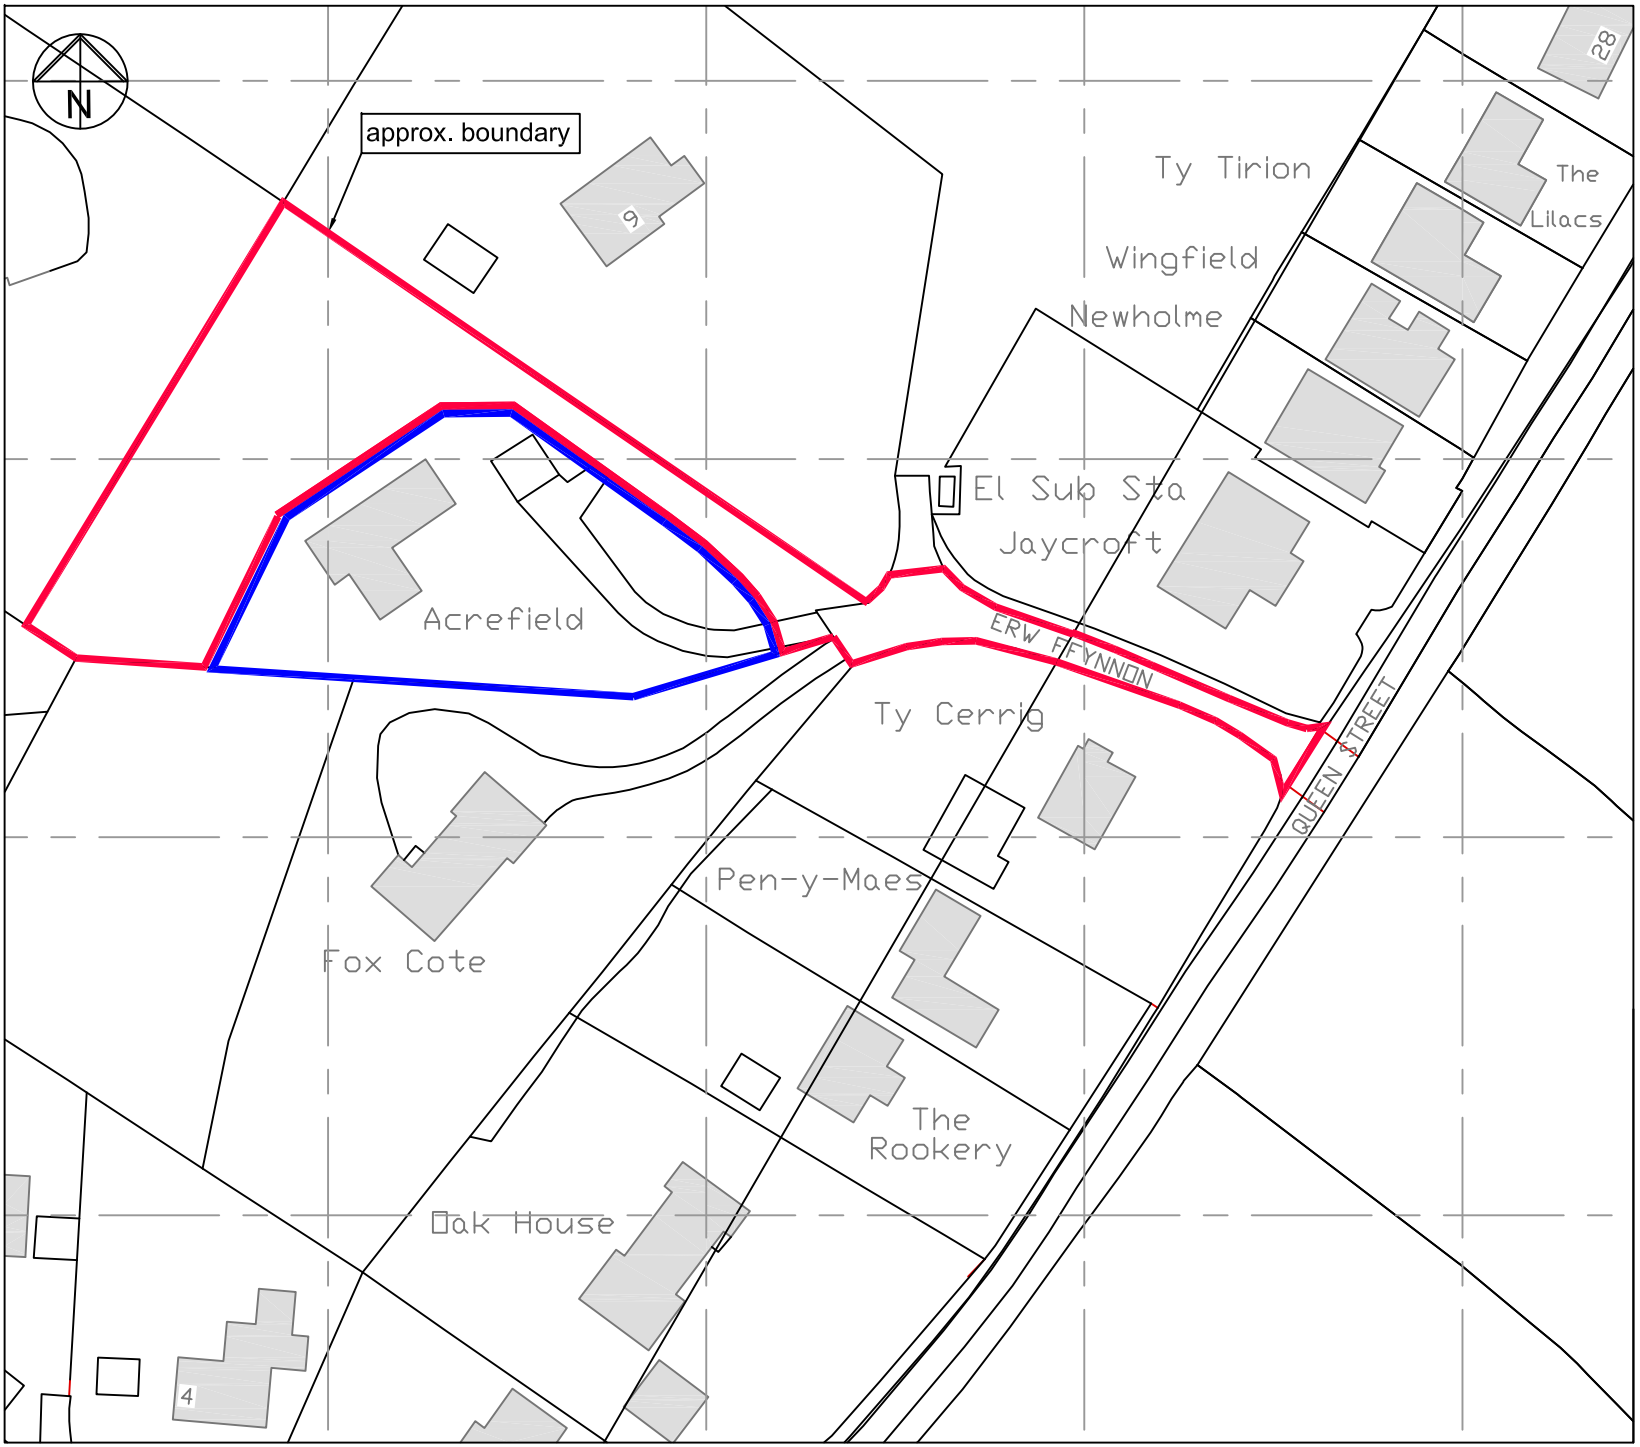 N
approx. boundary
28
Ty Tirion
The
Lilacs
9
Wingfield
Newholme
El Sub Sta
Jaycroft
Acrefield
ERW FFYNNON
Ty Cerrig
QUEEN STREET
Pen-y-Maes
Fox Cote
The
Rookery
Oak House
4